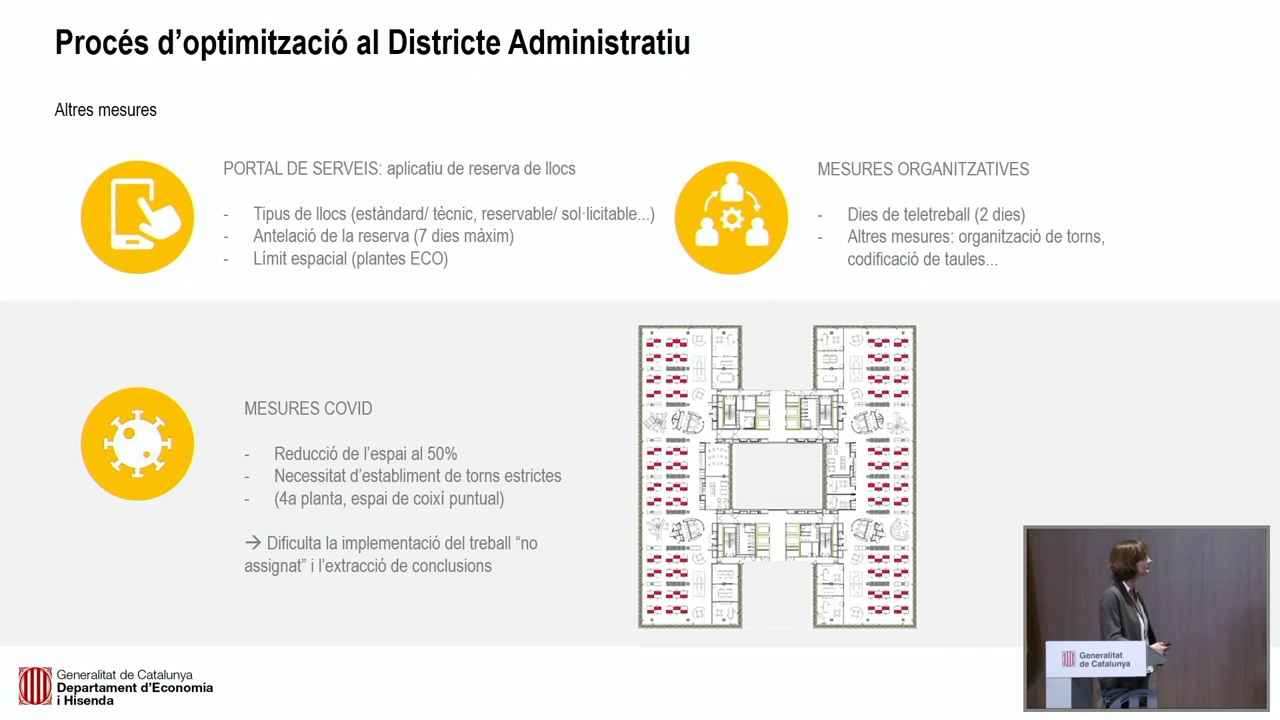 Procés d’optimització al Districte Administratiu
Altres mesures
PORTAL DE SERVEIS: aplicatiu de reserva de llocs
- Tipus de llocs (estàndard/ tècnic, reservable/ sol·licitable...)
- Antelació de la reserva (7 dies màxim)
- Límit espacial (plantes ECO)
MESURES ORGANITZATIVES
- Dies de teletreball (2 dies)
- Altres mesures: organització de torns,
codificació de taules...
MESURES COVID
- Reducció de l’espai al 50%
- Necessitat d’establiment de torns estrictes
- (4a planta, espai de coixí puntual)
→ Dificulta la implementació del treball “no
assignat” i l’extracció de conclusions
Generalitat de Catalunya
Departament d’Economia
i Hisenda
Generalitat
de Catalunya